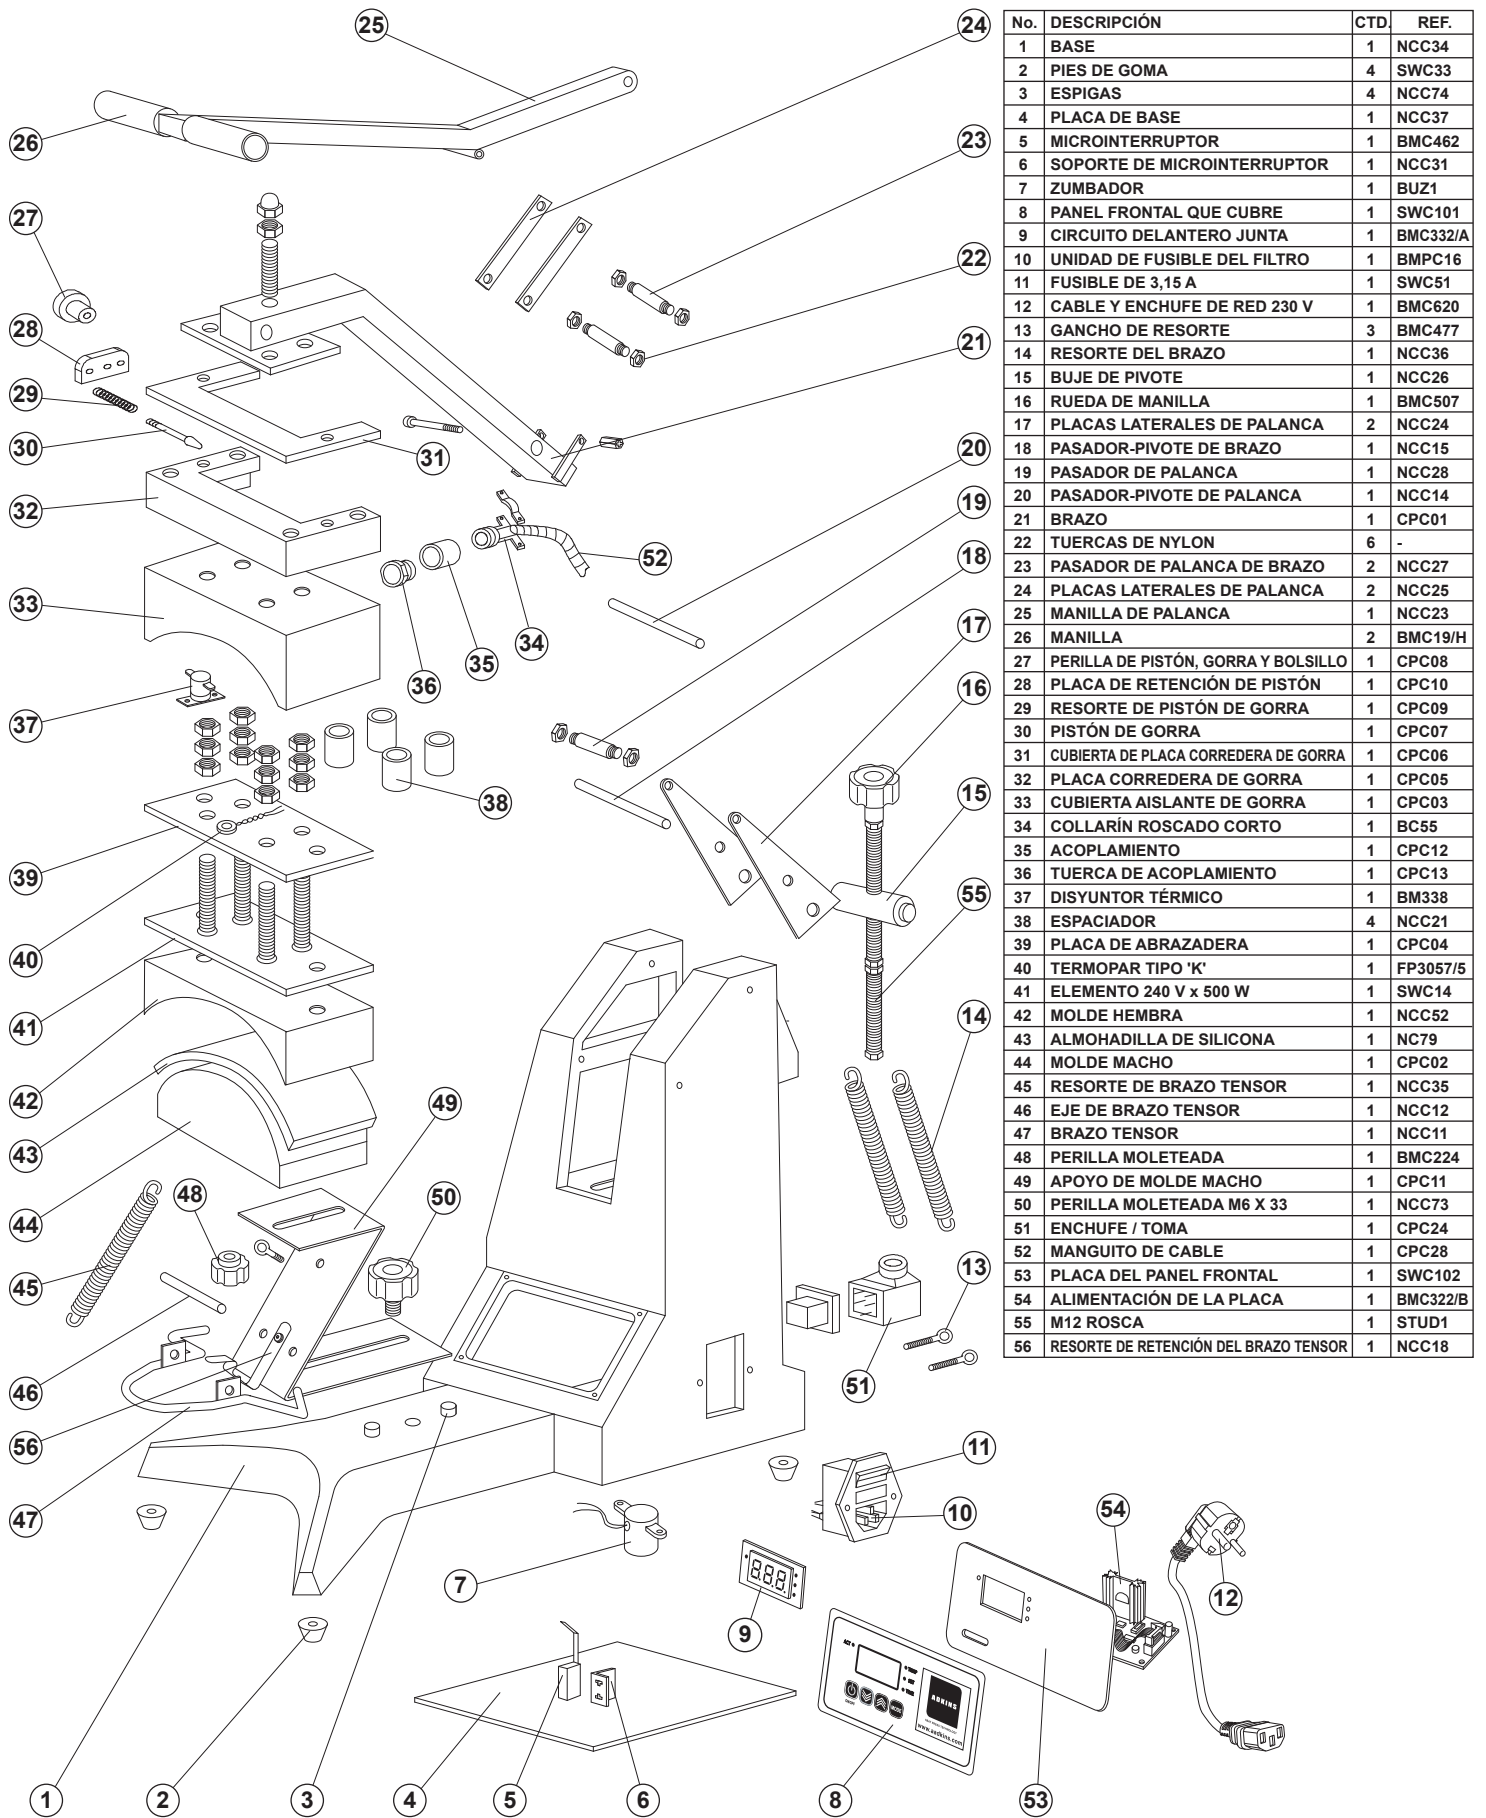 No. DESCRIPCIÓN CTD. REF.
1 BASE 1 NCC34
2 PIES DE GOMA 4 SWC33
3 ESPIGAS 4 NCC74
4 PLACA DE BASE 1 NCC37
5 MICROINTERRUPTOR 1 BMC462
6 SOPORTE DE MICROINTERRUPTOR 1 NCC31
7 ZUMBADOR 1 BUZ1
8 PANEL FRONTAL QUE CUBRE 1 SWC101
9 CIRCUITO DELANTERO JUNTA 1 BMC332/A
10 UNIDAD DE FUSIBLE DEL FILTRO 1 BMPC16
11 FUSIBLE DE 3,15 A 1 SWC51
12 CABLE Y ENCHUFE DE RED 230 V 1 BMC620
13 GANCHO DE RESORTE 3 BMC477
14 RESORTE DEL BRAZO 1 NCC36
15 BUJE DE PIVOTE 1 NCC26
16 RUEDA DE MANILLA 1 BMC507
17 PLACAS LATERALES DE PALANCA 2 NCC24
18 PASADOR-PIVOTE DE BRAZO 1 NCC15
19 PASADOR DE PALANCA 1 NCC28
20 PASADOR-PIVOTE DE PALANCA 1 NCC14
21 BRAZO 1 CPC01
22 TUERCAS DE NYLON 6 -
23 PASADOR DE PALANCA DE BRAZO 2 NCC27
24 PLACAS LATERALES DE PALANCA 2 NCC25
25 MANILLA DE PALANCA 1 NCC23
26 MANILLA 2 BMC19/H
27 PERILLA DE PISTÓN, GORRA Y BOLSILLO 1 CPC08
28 PLACA DE RETENCIÓN DE PISTÓN 1 CPC10
29 RESORTE DE PISTÓN DE GORRA 1 CPC09
30 PISTÓN DE GORRA 1 CPC07
31 CUBIERTA DE PLACA CORREDERA DE GORRA 1 CPC06
32 PLACA CORREDERA DE GORRA 1 CPC05
33 CUBIERTA AISLANTE DE GORRA 1 CPC03
34 COLLARÍN ROSCADO CORTO 1 BC55
35 ACOPLAMIENTO 1 CPC12
36 TUERCA DE ACOPLAMIENTO 1 CPC13
37 DISYUNTOR TÉRMICO 1 BM338
38 ESPACIADOR 4 NCC21
39 PLACA DE ABRAZADERA 1 CPC04
40 TERMOPAR TIPO 'K' 1 FP3057/5
41 ELEMENTO 240 V x 500 W 1 SWC14
42 MOLDE HEMBRA 1 NCC52
43 ALMOHADILLA DE SILICONA 1 NC79
44 MOLDE MACHO 1 CPC02
45 RESORTE DE BRAZO TENSOR 1 NCC35
46 EJE DE BRAZO TENSOR 1 NCC12
47 BRAZO TENSOR 1 NCC11
48 PERILLA MOLETEADA 1 BMC224
49 APOYO DE MOLDE MACHO 1 CPC11
50 PERILLA MOLETEADA M6 X 33 1 NCC73
51 ENCHUFE / TOMA 1 CPC24
52 MANGUITO DE CABLE 1 CPC28
53 PLACA DEL PANEL FRONTAL 1 SWC102
54 ALIMENTACIÓN DE LA PLACA 1 BMC322/B
55 M12 ROSCA 1 STUD1
56 RESORTE DE RETENCIÓN DEL BRAZO TENSOR 1 NCC18
25
24
26
23
27
22
28
21
29
30
31
20
32
19
52
18
33
34
17
35
36
16
37
38
15
39
55
40
14
41
42
49
43
48
50
44
13
45
46
51
56
11
47
10
54
7
12
9
8.8.8.
ACT
ADKINS
www.aadkins.com
1
2
3
4
5
6
8
53